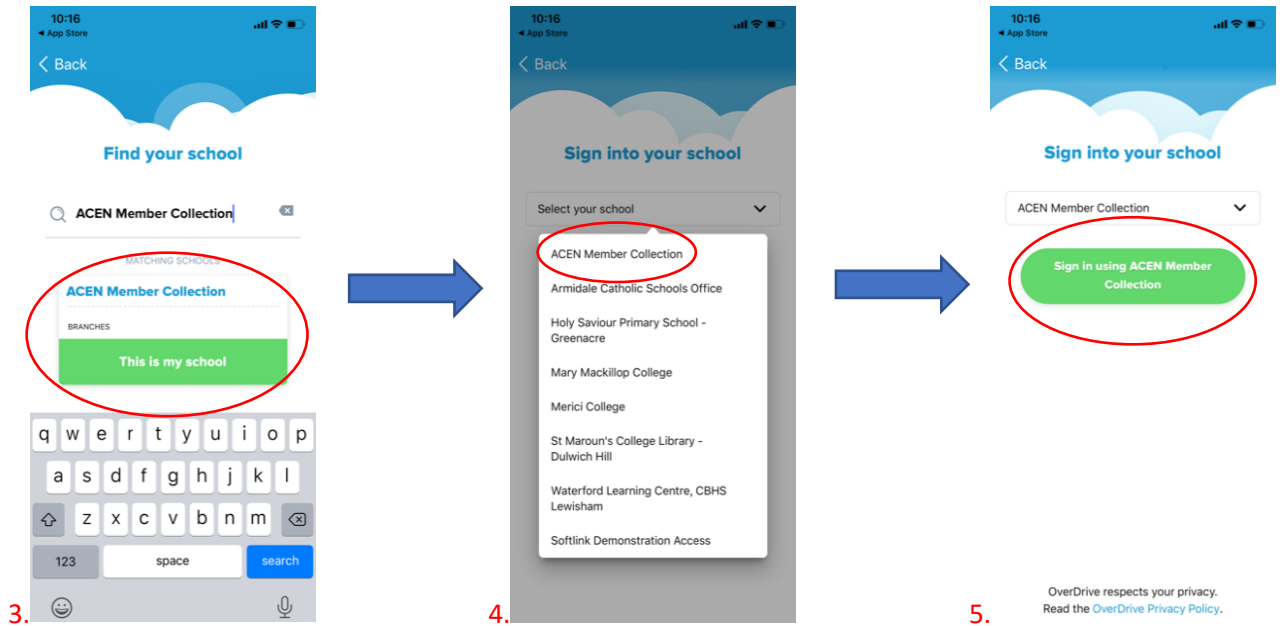 10:16
App Store
Back
Find your school
ACEN Member Collection
MATCHING SCHOOLS
ACEN Member Collection
BRANCHES
This is my school
q w e r t y u i o p
a s d f g h j k l
z x c v b n m
123 space search
3.
10:16
App Store
Back
Sign into your school
Select your school
ACEN Member Collection
Armidale Catholic Schools Office
Holy Saviour Primary School -
Greenacre
Mary Mackillop College
Merici College
St Maroun's College Library -
Dulwich Hill
Waterford Learning Centre, CBHS
Lewisham
Softlink Demonstration Access
4.
10:16
App Store
Back
Sign into your school
ACEN Member Collection
Sign in using ACEN Member
Collection
OverDrive respects your privacy.
Read the OverDrive Privacy Policy.
5.